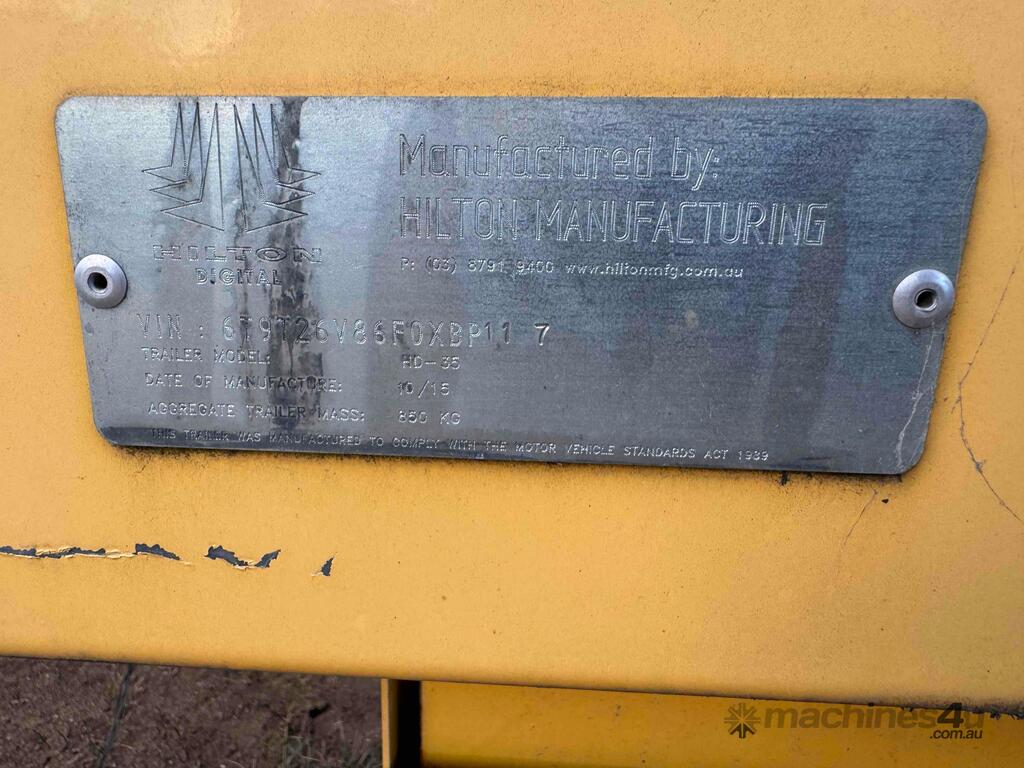 HILTON
DIGITAL
Manufactured by:
HILTON MANUFACTURING
P: (03) 8791 9400 www.hiltonmfg.com.au
VIN : 6T9T26V86F0XBP11 7
TRAILER MODEL: HD-35
DATE OF MANUFACTURE: 10/15
AGGREGATE TRAILER MASS: 850 KG
THIS TRAILER WAS MANUFACTURED TO COMPLY WITH THE MOTOR VEHICLE STANDARDS ACT 1989
machines4u
.com.au